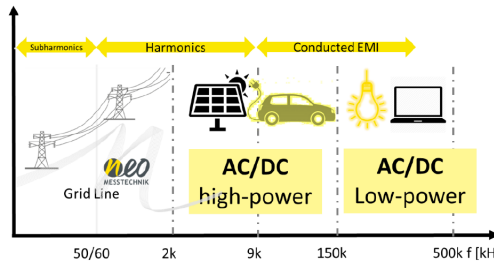 Subharmonics
Harmonics
Conducted EMI
neo
MESSTECHNIK
Grid Line
AC/DC
high-power
AC/DC
Low-power
50/60
2k
9k
150k
500k f [kH